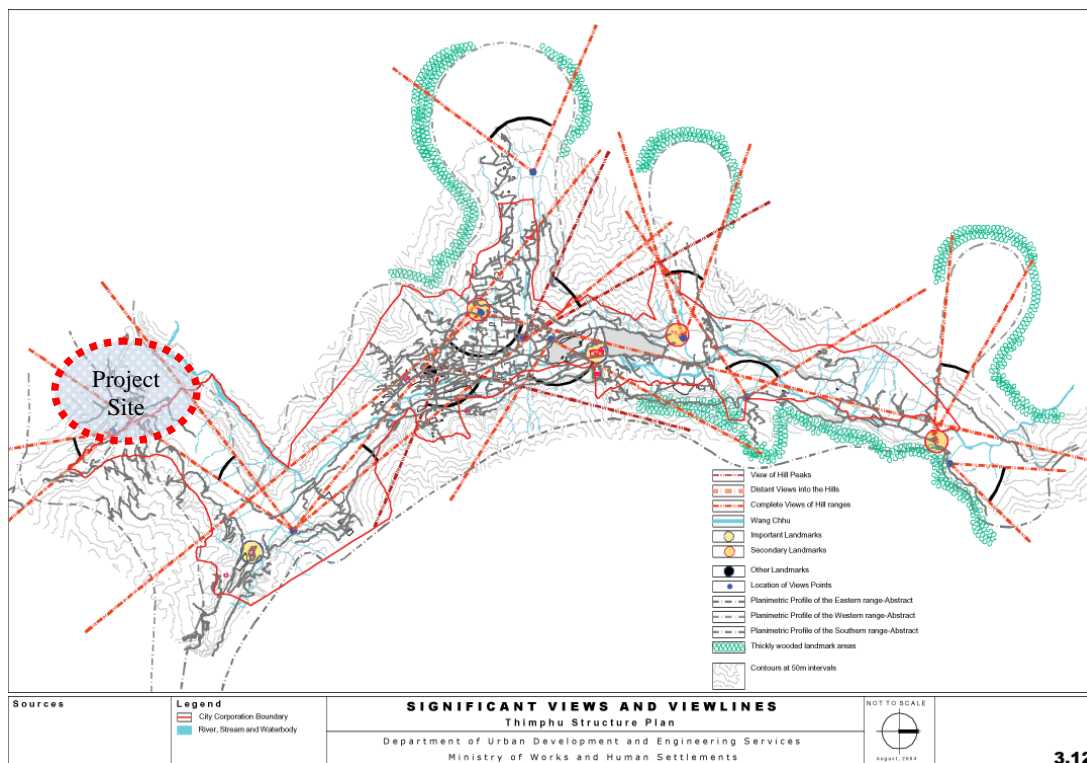 Project
Site
View of Hill Peaks
Distant Views into the Hills
Complete Views of Hill ranges
Wang Chhu
Important Landmarks
Secondary Landmarks
Other Landmarks
Location of Views Points
Planimetric Profile of the Eastern range-Abstract
Planimetric Profile of the Western range-Abstract
Planimetric Profile of the Southern range-Abstract
Thickly wooded landmark areas
Contours at 50m intervals
Sources
Legend
City Corporation Boundary
River, Stream and Waterbody
SIGNIFICANT VIEWS AND VIEWLINES
Thimphu Structure Plan
Department of Urban Development and Engineering Services
Ministry of Works and Human Settlements
NOT TO SCALE
August, 2004
3.12